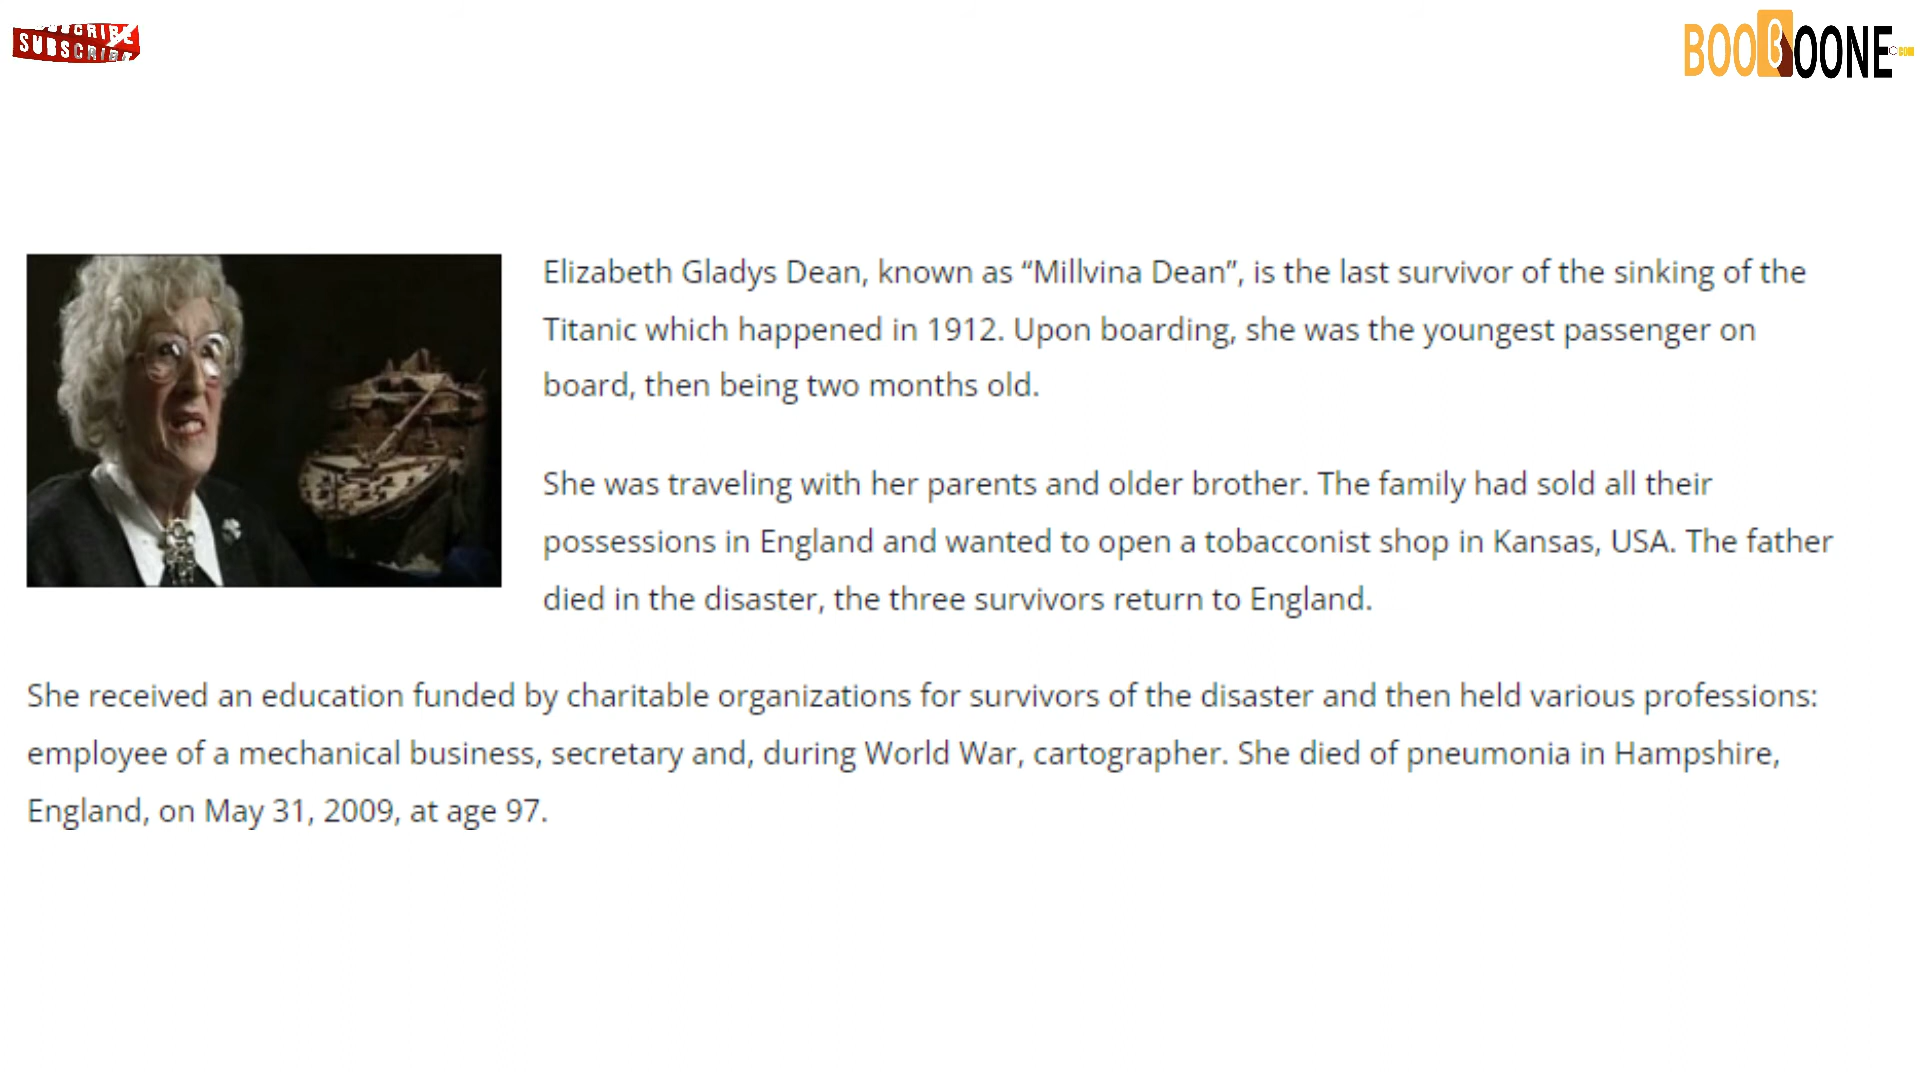 SUBSCRIBE
SUBSCRIBE
BOOBOONE
.com
Elizabeth Gladys Dean, known as “Millvina Dean”, is the last survivor of the sinking of the
Titanic which happened in 1912. Upon boarding, she was the youngest passenger on
board, then being two months old.
She was traveling with her parents and older brother. The family had sold all their
possessions in England and wanted to open a tobacconist shop in Kansas, USA. The father
died in the disaster, the three survivors return to England.
She received an education funded by charitable organizations for survivors of the disaster and then held various professions:
employee of a mechanical business, secretary and, during World War, cartographer. She died of pneumonia in Hampshire,
England, on May 31, 2009, at age 97.